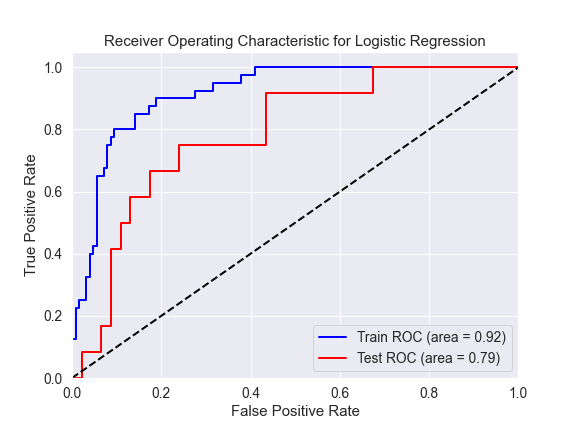 Receiver Operating Characteristic for Logistic Regression
1.0
0.8
0.6
0.4
0.2
0.0
True Positive Rate
Train ROC (area = 0.92)
Test ROC (area = 0.79)
0.0 0.2 0.4 0.6 0.8 1.0
False Positive Rate